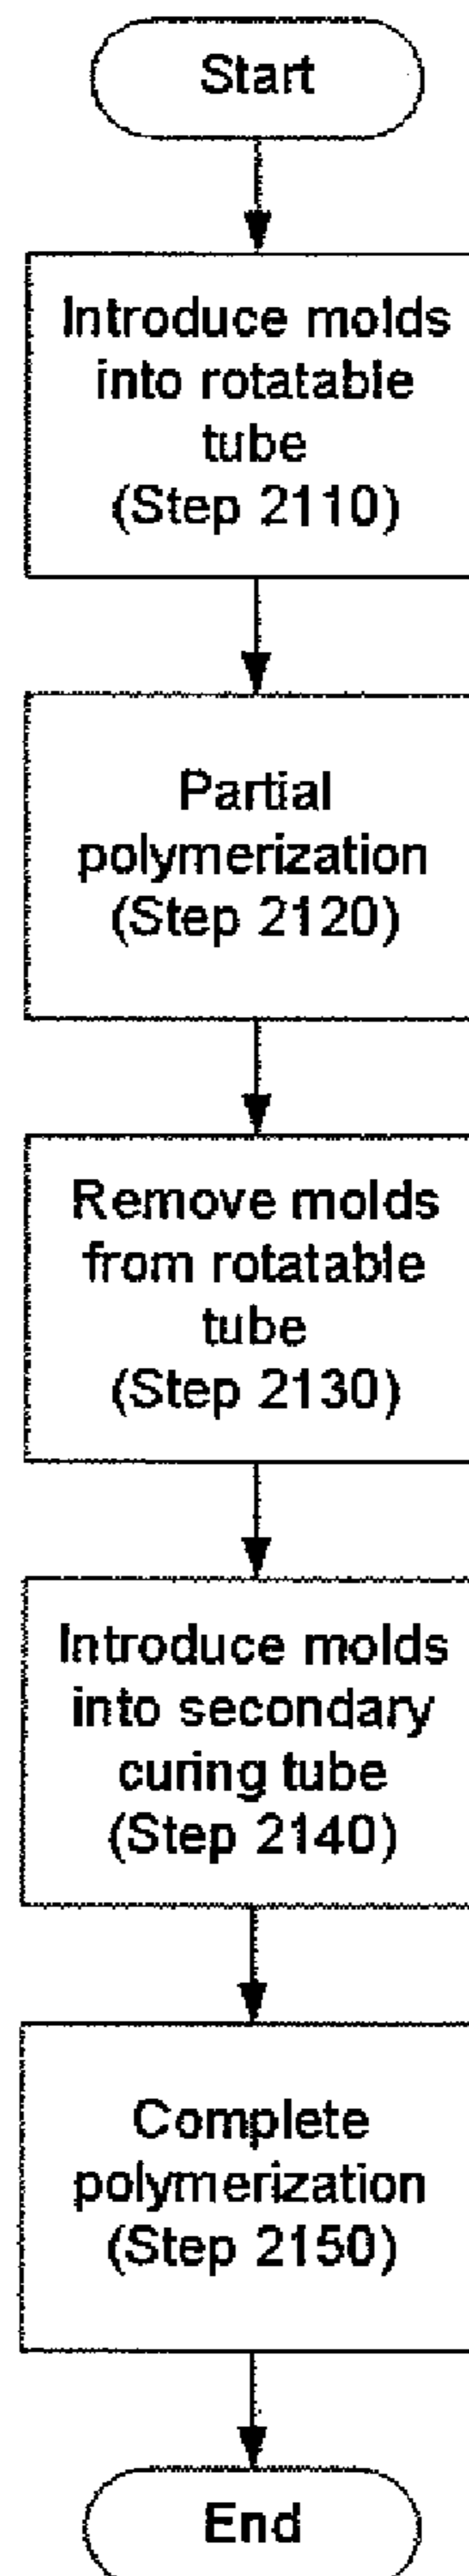 Start
Introduce molds
into rotatable
tube
(Step 2110)
Partial
polymerization
(Step 2120)
Remove molds
from rotatable
tube
(Step 2130)
Introduce molds
into secondary
curing tube
(Step 2140)
Complete
polymerization
(Step 2150)
End